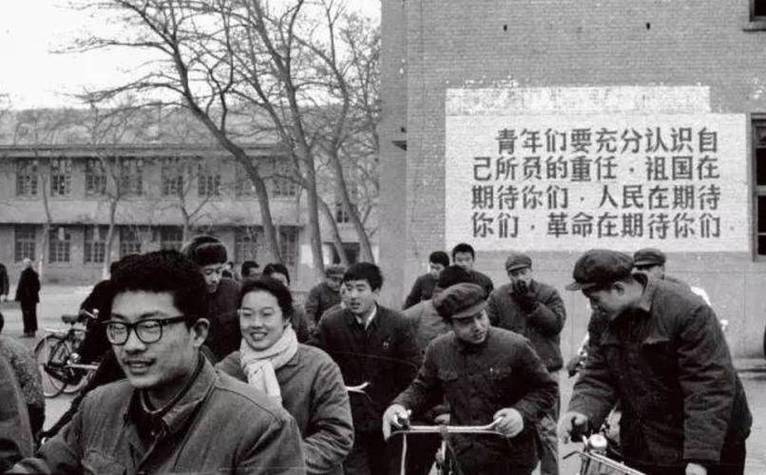 青年们要充分认识自
己所负的重任·祖国在
期待你们·人民在期待
你们·革命在期待你们·